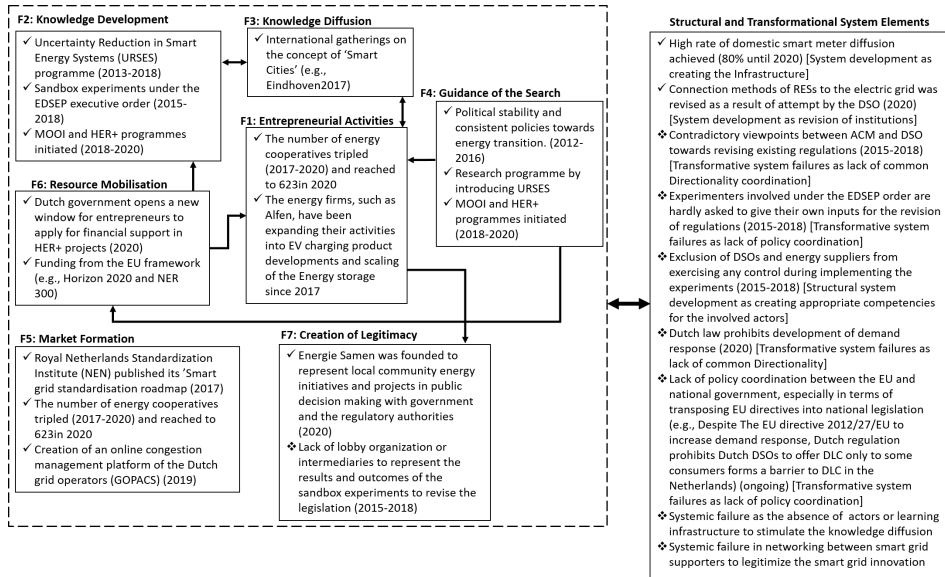 F2: Knowledge Development
✓ Uncertainty Reduction in Smart
Energy Systems (URSES)
programme (2013-2018)
✓ Sandbox experiments under the
EDSEP executive order (2015-
2018)
✓ MOOI and HER+ programmes
initiated (2018-2020)
F3: Knowledge Diffusion
✓ International gatherings on
the concept of ‘Smart
Cities’ (e.g.,
Eindhoven2017)
F4: Guidance of the Search
✓ Political stability and
consistent policies towards
energy transition. (2012-
2016)
✓ Research programme by
introducing URSES
✓ MOOI and HER+
programmes initiated
(2018-2020)
F1: Entrepreneurial Activities
✓ The number of energy
cooperatives tripled
(2017-2020) and reached
to 623in 2020
✓ The energy firms, such as
Alfen, have been
expanding their activities
into EV charging product
developments and scaling
of the Energy storage
since 2017
F6: Resource Mobilisation
✓ Dutch government opens a new
window for entrepreneurs to
apply for financial support in
HER+ projects (2020)
✓ Funding from the EU framework
(e.g., Horizon 2020 and NER
300)
F5: Market Formation
✓ Royal Netherlands Standardization
Institute (NEN) published its ’Smart
grid standardisation roadmap (2017)
✓ The number of energy cooperatives
tripled (2017-2020) and reached to
623in 2020
✓ Creation of an online congestion
management platform of the Dutch
grid operators (GOPACS) (2019)
F7: Creation of Legitimacy
✓ Energie Samen was founded to
represent local community energy
initiatives and projects in public
decision making with government
and the regulatory authorities
(2020)
❖ Lack of lobby organization or
intermediaries to represent the
results and outcomes of the
sandbox experiments to revise the
legislation (2015-2018)
Structural and Transformational System Elements
✓ High rate of domestic smart meter diffusion
achieved (80% until 2020) [System development as
creating the Infrastructure]
✓ Connection methods of RESs to the electric grid was
revised as a result of attempt by the DSO (2020)
[System development as revision of institutions]
❖ Contradictory viewpoints between ACM and DSO
towards revising existing regulations (2015-2018)
[Transformative system failures as lack of common
Directionality coordination]
❖ Experimenters involved under the EDSEP order are
hardly asked to give their own inputs for the revision
of regulations (2015-2018) [Transformative system
failures as lack of policy coordination]
❖ Exclusion of DSOs and energy suppliers from
exercising any control during implementing the
experiments (2015-2018) [Structural system
development as creating appropriate competencies
for the involved actors]
❖ Dutch law prohibits development of demand
response (2020) [Transformative system failures as
lack of common Directionality]
❖ Lack of policy coordination between the EU and
national government, especially in terms of
transposing EU directives into national legislation
(e.g., Despite The EU directive 2012/27/EU to
increase demand response, Dutch regulation
prohibits Dutch DSOs to offer DLC only to some
consumers forms a barrier to DLC in the
Netherlands) (ongoing) [Transformative system
failures as lack of policy coordination]
❖ Systemic failure as the absence of actors or learning
infrastructure to stimulate the knowledge diffusion
❖ Systemic failure in networking between smart grid
supporters to legitimize the smart grid innovation